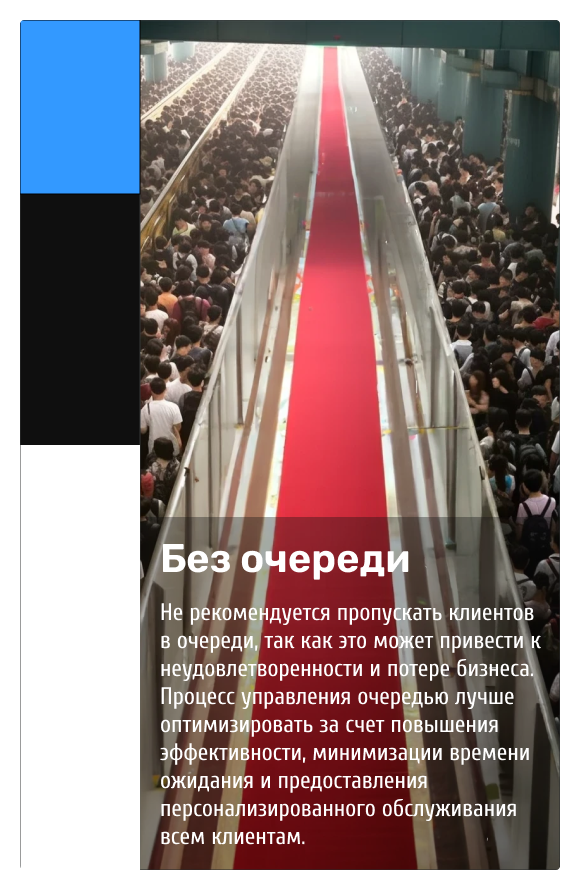 Без очереди
Не рекомендуется пропускать клиентов
в очереди, так как это может привести к
неудовлетворенности и потере бизнеса.
Процесс управления очередью лучше
оптимизировать за счет повышения
эффективности, минимизации времени
ожидания и предоставления
персонализированного обслуживания
всем клиентам.